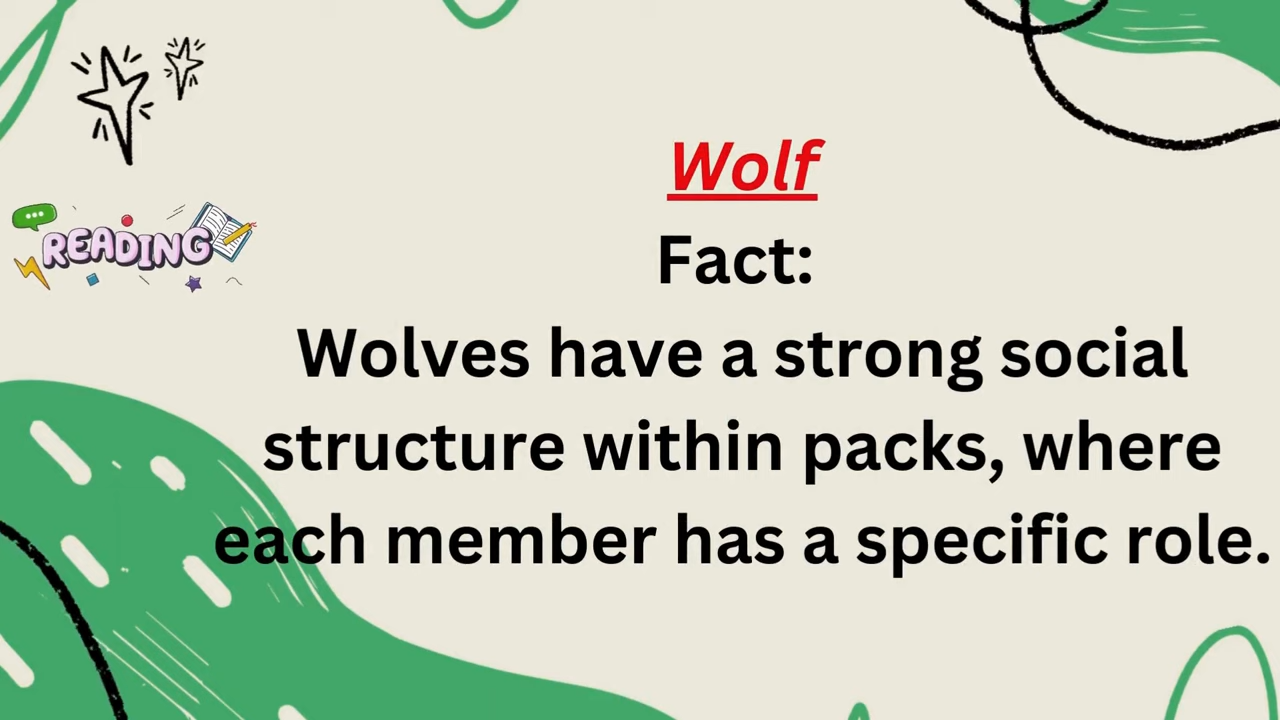 Wolf
READING
Fact:
Wolves have a strong social
structure within packs, where
each member has a specific role.